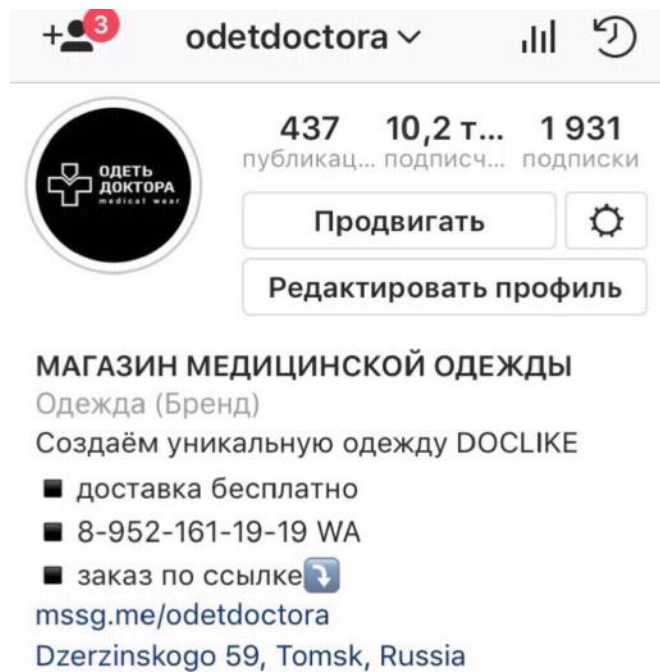 3
odetdoctora
437 10,2 т... 1 931
публикац... подписч... подписки
ОДЕТЬ
ДОКТОРА
medical wear
Продвигать
Редактировать профиль
МАГАЗИН МЕДИЦИНСКОЙ ОДЕЖДЫ
Одежда (Бренд)
Создаём уникальную одежду DOCLIKE
▪ доставка бесплатно
▪ 8-952-161-19-19 WA
▪ заказ по ссылке⤵️
mssg.me/odetdoctora
Dzerzinskogo 59, Tomsk, Russia